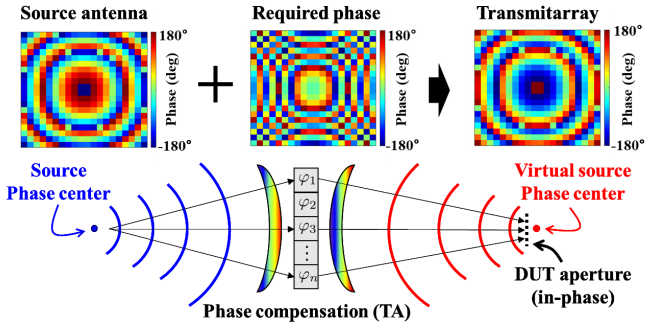 Source antenna
Required phase
Transmitarray
180°
Phase (deg)
-180°
180°
Phase (deg)
-180°
180°
Phase (deg)
-180°
Source
Phase center
φ1
φ2
φ3
⋮
φn
Virtual source
Phase center
DUT aperture
(in-phase)
Phase compensation (TA)